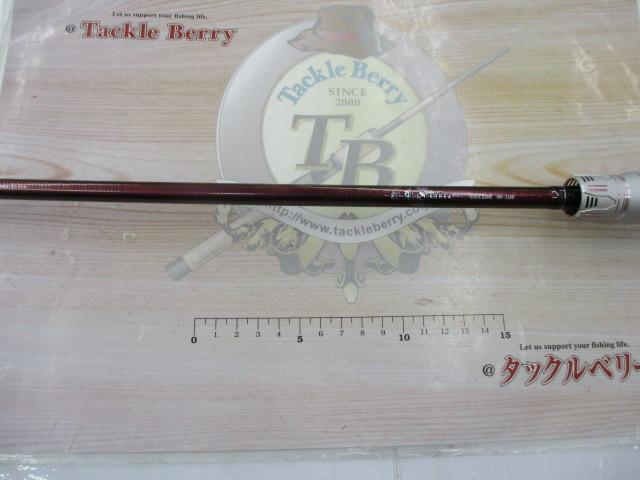 Let us support your fishing life.
@ Tackle Berry
Tackle Berry
SINCE
2000
TB
http://www.tackleberry.
0 1 2 3 4 5 6 7 8 9 10 11 12 13 14 15
Let us support your fishing life.
@ タックルベリー